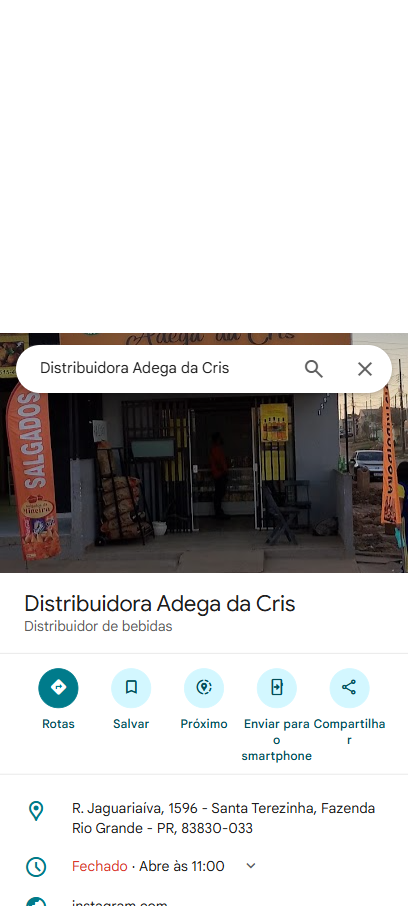 Adega da Cris
Distribuidora Adega da Cris
SALGADOS
Distribuidora Adega da Cris
Distribuidor de bebidas
Rotas
Salvar
Próximo
Enviar para
o
smartphone
Compartilha
r
R. Jaguariaíva, 1596 - Santa Terezinha, Fazenda
Rio Grande - PR, 83830-033
Fechado · Abre às 11:00
instagram.com